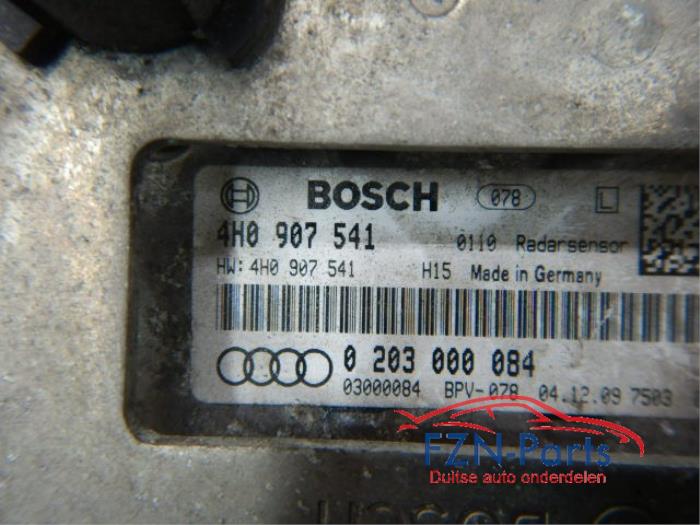 BOSCH 078 L
4H0 907 541 0110 Radarsensor
HW: 4H0 907 541 H15 Made in Germany
0 203 000 084
03000084 BPV-078 04.12.09 7503
FZN-Parts
Duitse auto onderdelen